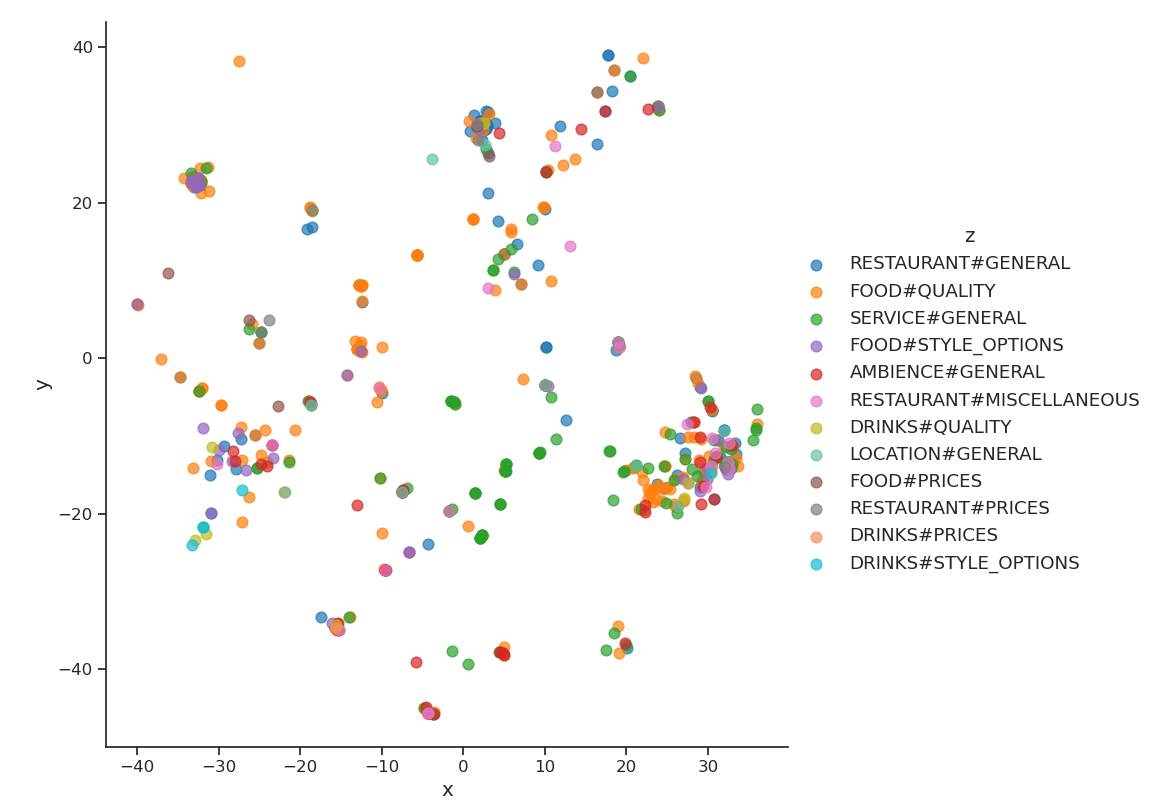 40
20
0
−20
−40
y
−40
−30
−20
−10
0
10
20
30
x
z
RESTAURANT#GENERAL
FOOD#QUALITY
SERVICE#GENERAL
FOOD#STYLE_OPTIONS
AMBIENCE#GENERAL
RESTAURANT#MISCELLANEOUS
DRINKS#QUALITY
LOCATION#GENERAL
FOOD#PRICES
RESTAURANT#PRICES
DRINKS#PRICES
DRINKS#STYLE_OPTIONS